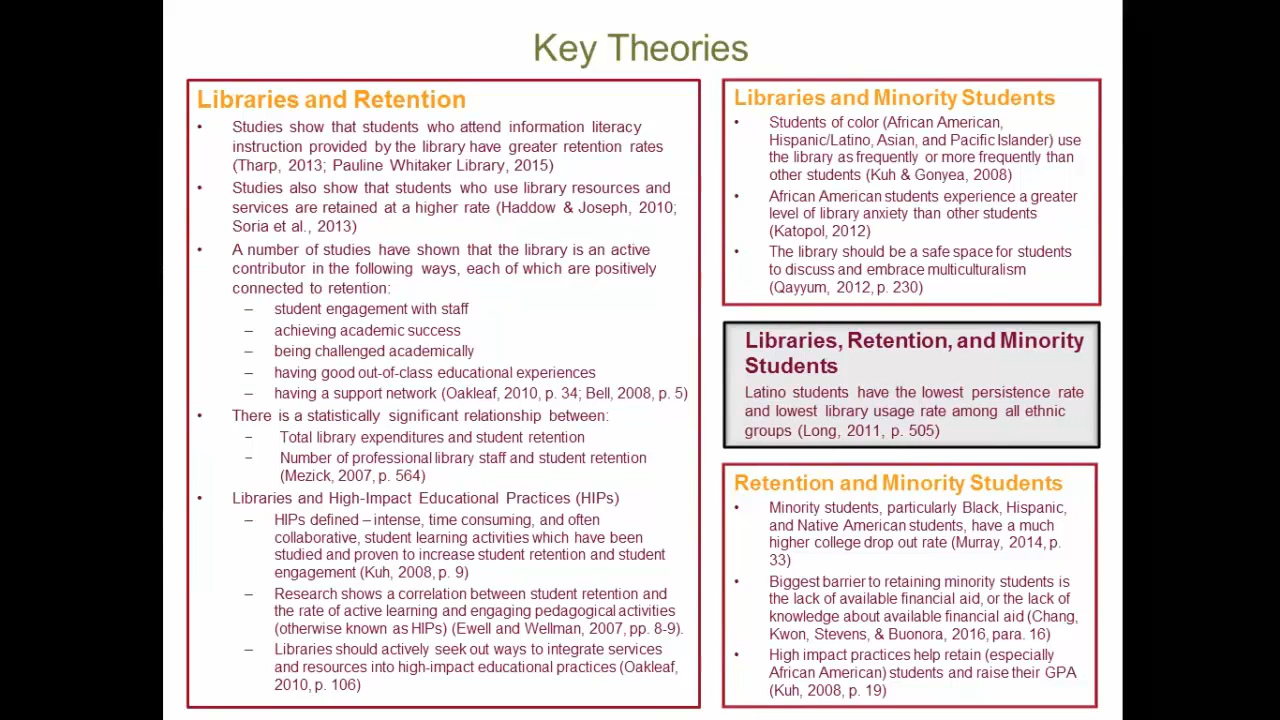 Key Theories
Libraries and Retention
• Studies show that students who attend information literacy
instruction provided by the library have greater retention rates
(Tharp, 2013; Pauline Whitaker Library, 2015)
• Studies also show that students who use library resources and
services are retained at a higher rate (Haddow & Joseph, 2010;
Soria et al., 2013)
• A number of studies have shown that the library is an active
contributor in the following ways, each of which are positively
connected to retention:
– student engagement with staff
– achieving academic success
– being challenged academically
– having good out-of-class educational experiences
– having a support network (Oakleaf, 2010, p. 34; Bell, 2008, p. 5)
• There is a statistically significant relationship between:
– Total library expenditures and student retention
– Number of professional library staff and student retention
(Mezick, 2007, p. 564)
• Libraries and High-Impact Educational Practices (HIPs)
– HIPs defined – intense, time consuming, and often
collaborative, student learning activities which have been
studied and proven to increase student retention and student
engagement (Kuh, 2008, p. 9)
– Research shows a correlation between student retention and
the rate of active learning and engaging pedagogical activities
(otherwise known as HIPs) (Ewell and Wellman, 2007, pp. 8-9).
– Libraries should actively seek out ways to integrate services
and resources into high-impact educational practices (Oakleaf,
2010, p. 106)
Libraries and Minority Students
• Students of color (African American,
Hispanic/Latino, Asian, and Pacific Islander) use
the library as frequently or more frequently than
other students (Kuh & Gonyea, 2008)
• African American students experience a greater
level of library anxiety than other students
(Katopol, 2012)
• The library should be a safe space for students
to discuss and embrace multiculturalism
(Qayyum, 2012, p. 230)
Libraries, Retention, and Minority
Students
Latino students have the lowest persistence rate
and lowest library usage rate among all ethnic
groups (Long, 2011, p. 505)
Retention and Minority Students
• Minority students, particularly Black, Hispanic,
and Native American students, have a much
higher college drop out rate (Murray, 2014, p.
33)
• Biggest barrier to retaining minority students is
the lack of available financial aid, or the lack of
knowledge about available financial aid (Chang,
Kwon, Stevens, & Buonora, 2016, para. 16)
• High impact practices help retain (especially
African American) students and raise their GPA
(Kuh, 2008, p. 19)